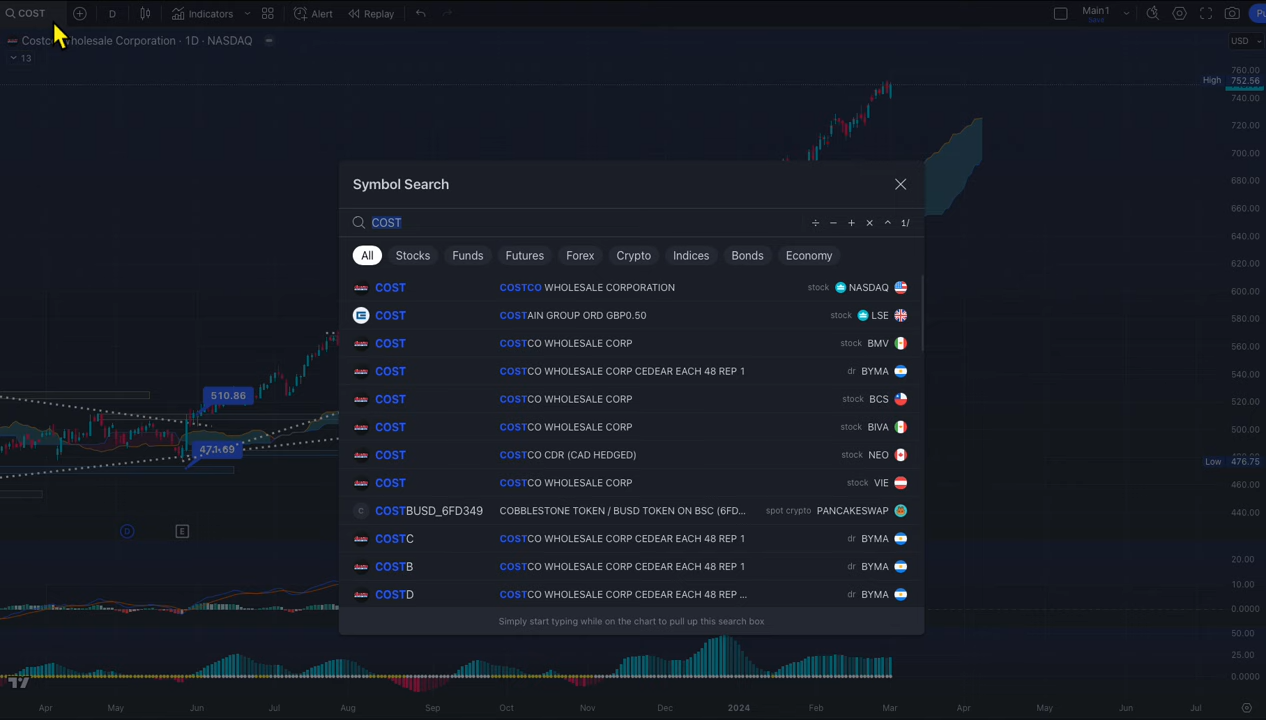 COST D Indicators Alert Replay Main1
Save
Costco Wholesale Corporation · 1D · NASDAQ USD
13
760.00
High 752.56
740.00
720.00
700.00
680.00
660.00
640.00
620.00
600.00
580.00
560.00
540.00
520.00
500.00
Low 476.75
460.00
440.00
20.00
10.00
0.0000
50.00
25.00
0.0000
510.86
471.69
D E
Symbol Search
COST ÷ − + × ^ 1/
All Stocks Funds Futures Forex Crypto Indices Bonds Economy
COST COSTCO WHOLESALE CORPORATION stock NASDAQ
COST COSTAIN GROUP ORD GBP0.50 stock LSE
COST COSTCO WHOLESALE CORP stock BMV
COST COSTCO WHOLESALE CORP CEDEAR EACH 48 REP 1 dr BYMA
COST COSTCO WHOLESALE CORP stock BCS
COST COSTCO WHOLESALE CORP stock BIVA
COST COSTCO CDR (CAD HEDGED) stock NEO
COST COSTCO WHOLESALE CORP stock VIE
C COSTBUSD_6FD349 COBBLESTONE TOKEN / BUSD TOKEN ON BSC (6FD... spot crypto PANCAKESWAP
COSTC COSTCO WHOLESALE CORP CEDEAR EACH 48 REP 1 dr BYMA
COSTB COSTCO WHOLESALE CORP CEDEAR EACH 48 REP 1 dr BYMA
COSTD COSTCO WHOLESALE CORP CEDEAR EACH 48 REP ... dr BYMA
Simply start typing while on the chart to pull up this search box
Apr May Jun Jul Aug Sep Oct Nov Dec 2024 Feb Mar Apr May Jun Jul